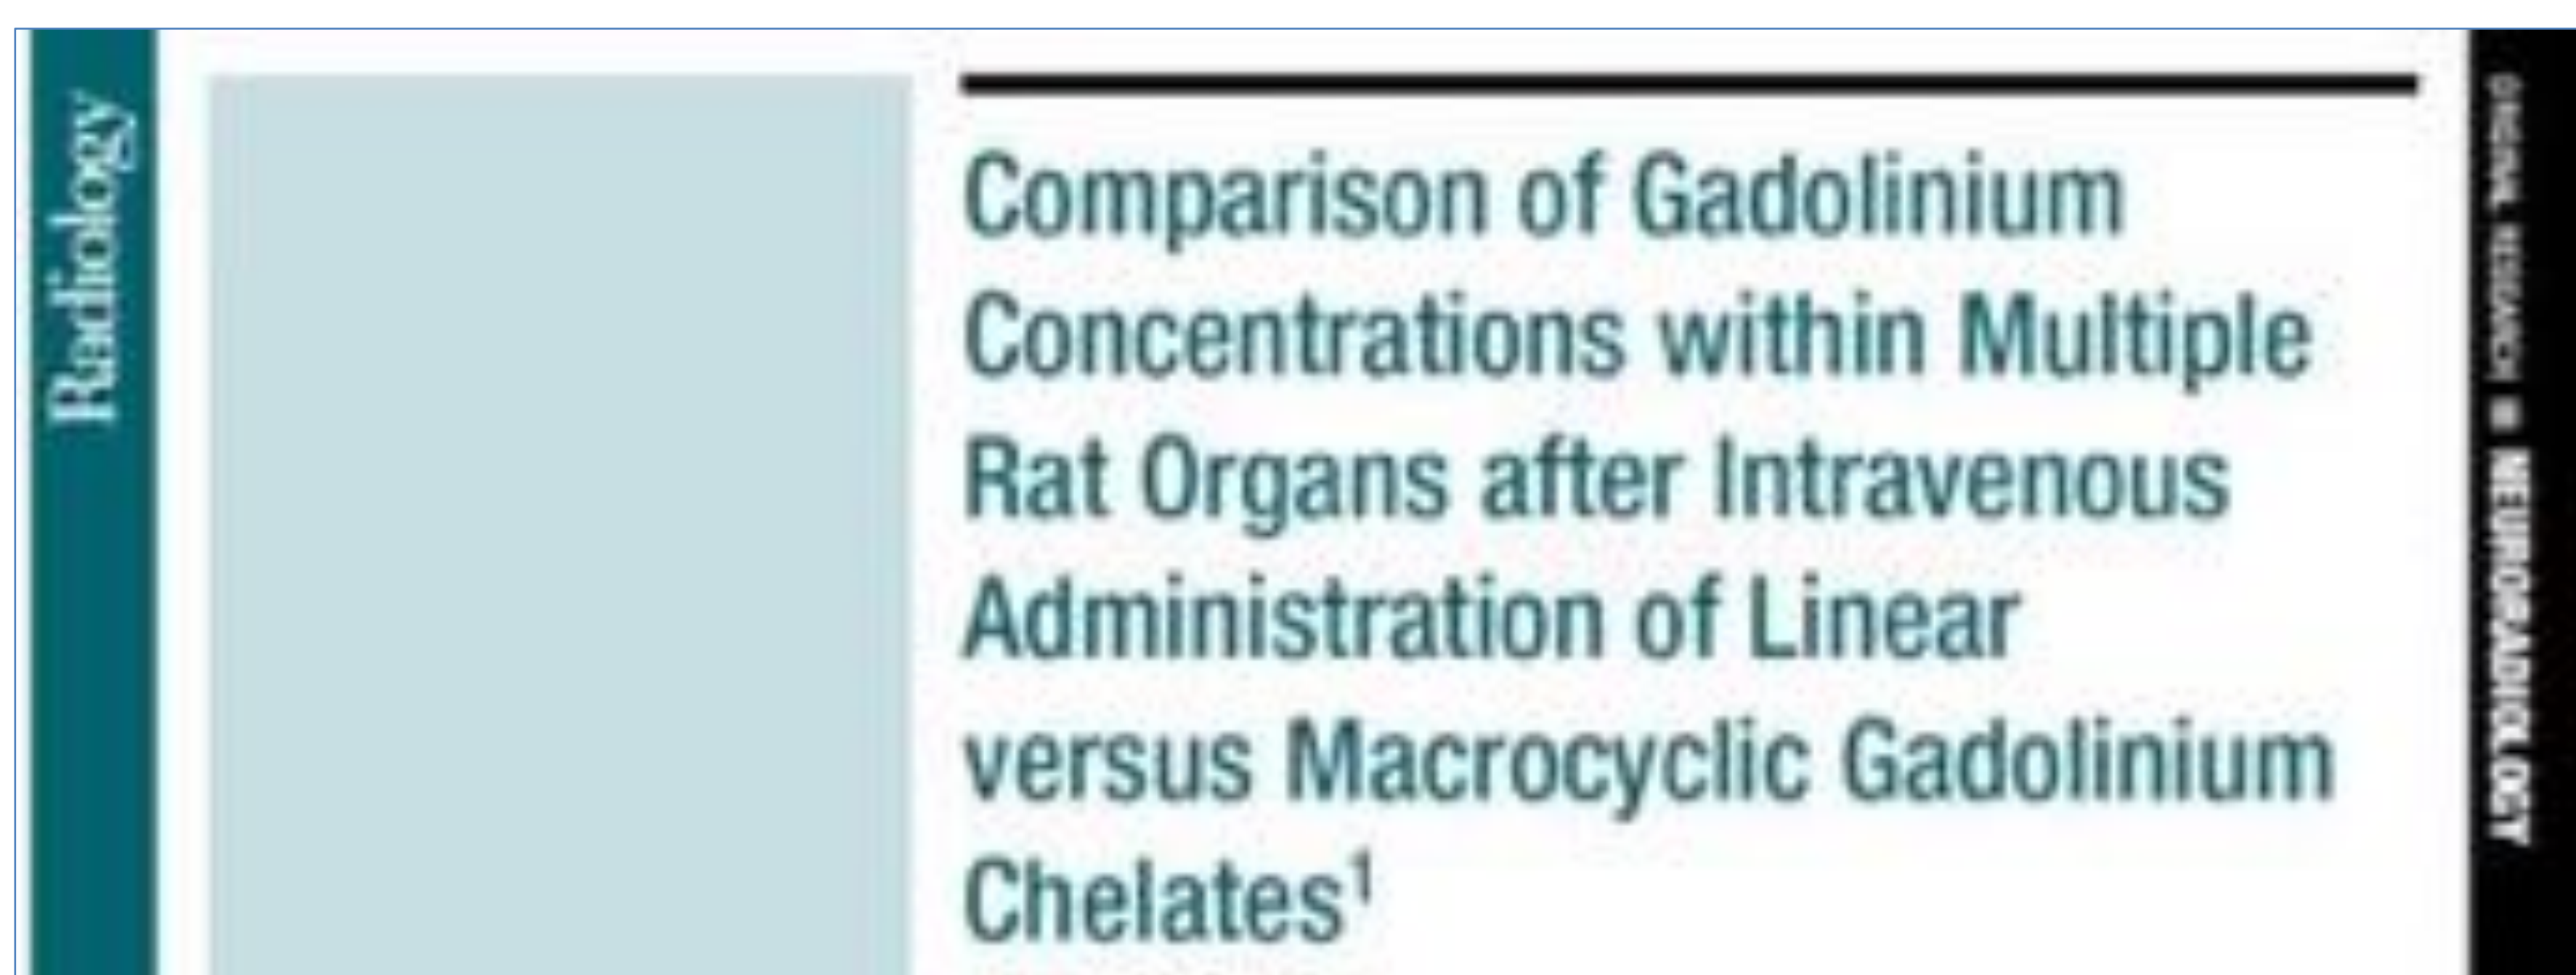 Radiology
Comparison of Gadolinium
Concentrations within Multiple
Rat Organs after Intravenous
Administration of Linear
versus Macrocyclic Gadolinium
Chelates¹
ORIGINAL RESEARCH ■ NEURORADIOLOGY